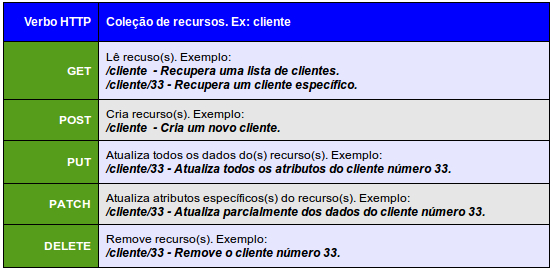 Verbo HTTP Coleção de recursos. Ex: cliente
GET
Lê recuso(s). Exemplo:
/cliente - Recupera uma lista de clientes.
/cliente/33 - Recupera um cliente específico.
POST
Cria recurso(s). Exemplo:
/cliente - Cria um novo cliente.
PUT
Atualiza todos os dados do(s) recurso(s). Exemplo:
/cliente/33 - Atualiza todos os atributos do cliente número 33.
PATCH
Atualiza atributos específicos(s) do recurso(s). Exemplo:
/cliente/33 - Atualiza parcialmente dos dados do cliente número 33.
DELETE
Remove recurso(s). Exemplo:
/cliente/33 - Remove o cliente número 33.